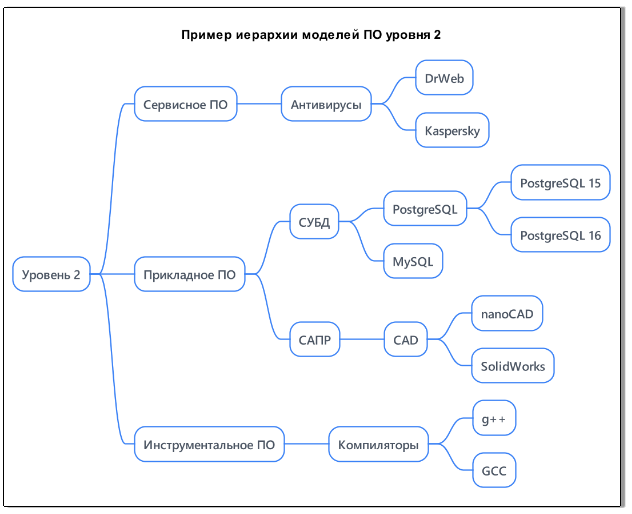 Пример иерархии моделей ПО уровня 2
Уровень 2
Сервисное ПО
Антивирусы
DrWeb
Kaspersky
Прикладное ПО
СУБД
PostgreSQL
PostgreSQL 15
PostgreSQL 16
MySQL
САПР
CAD
nanoCAD
SolidWorks
Инструментальное ПО
Компиляторы
g++
GCC